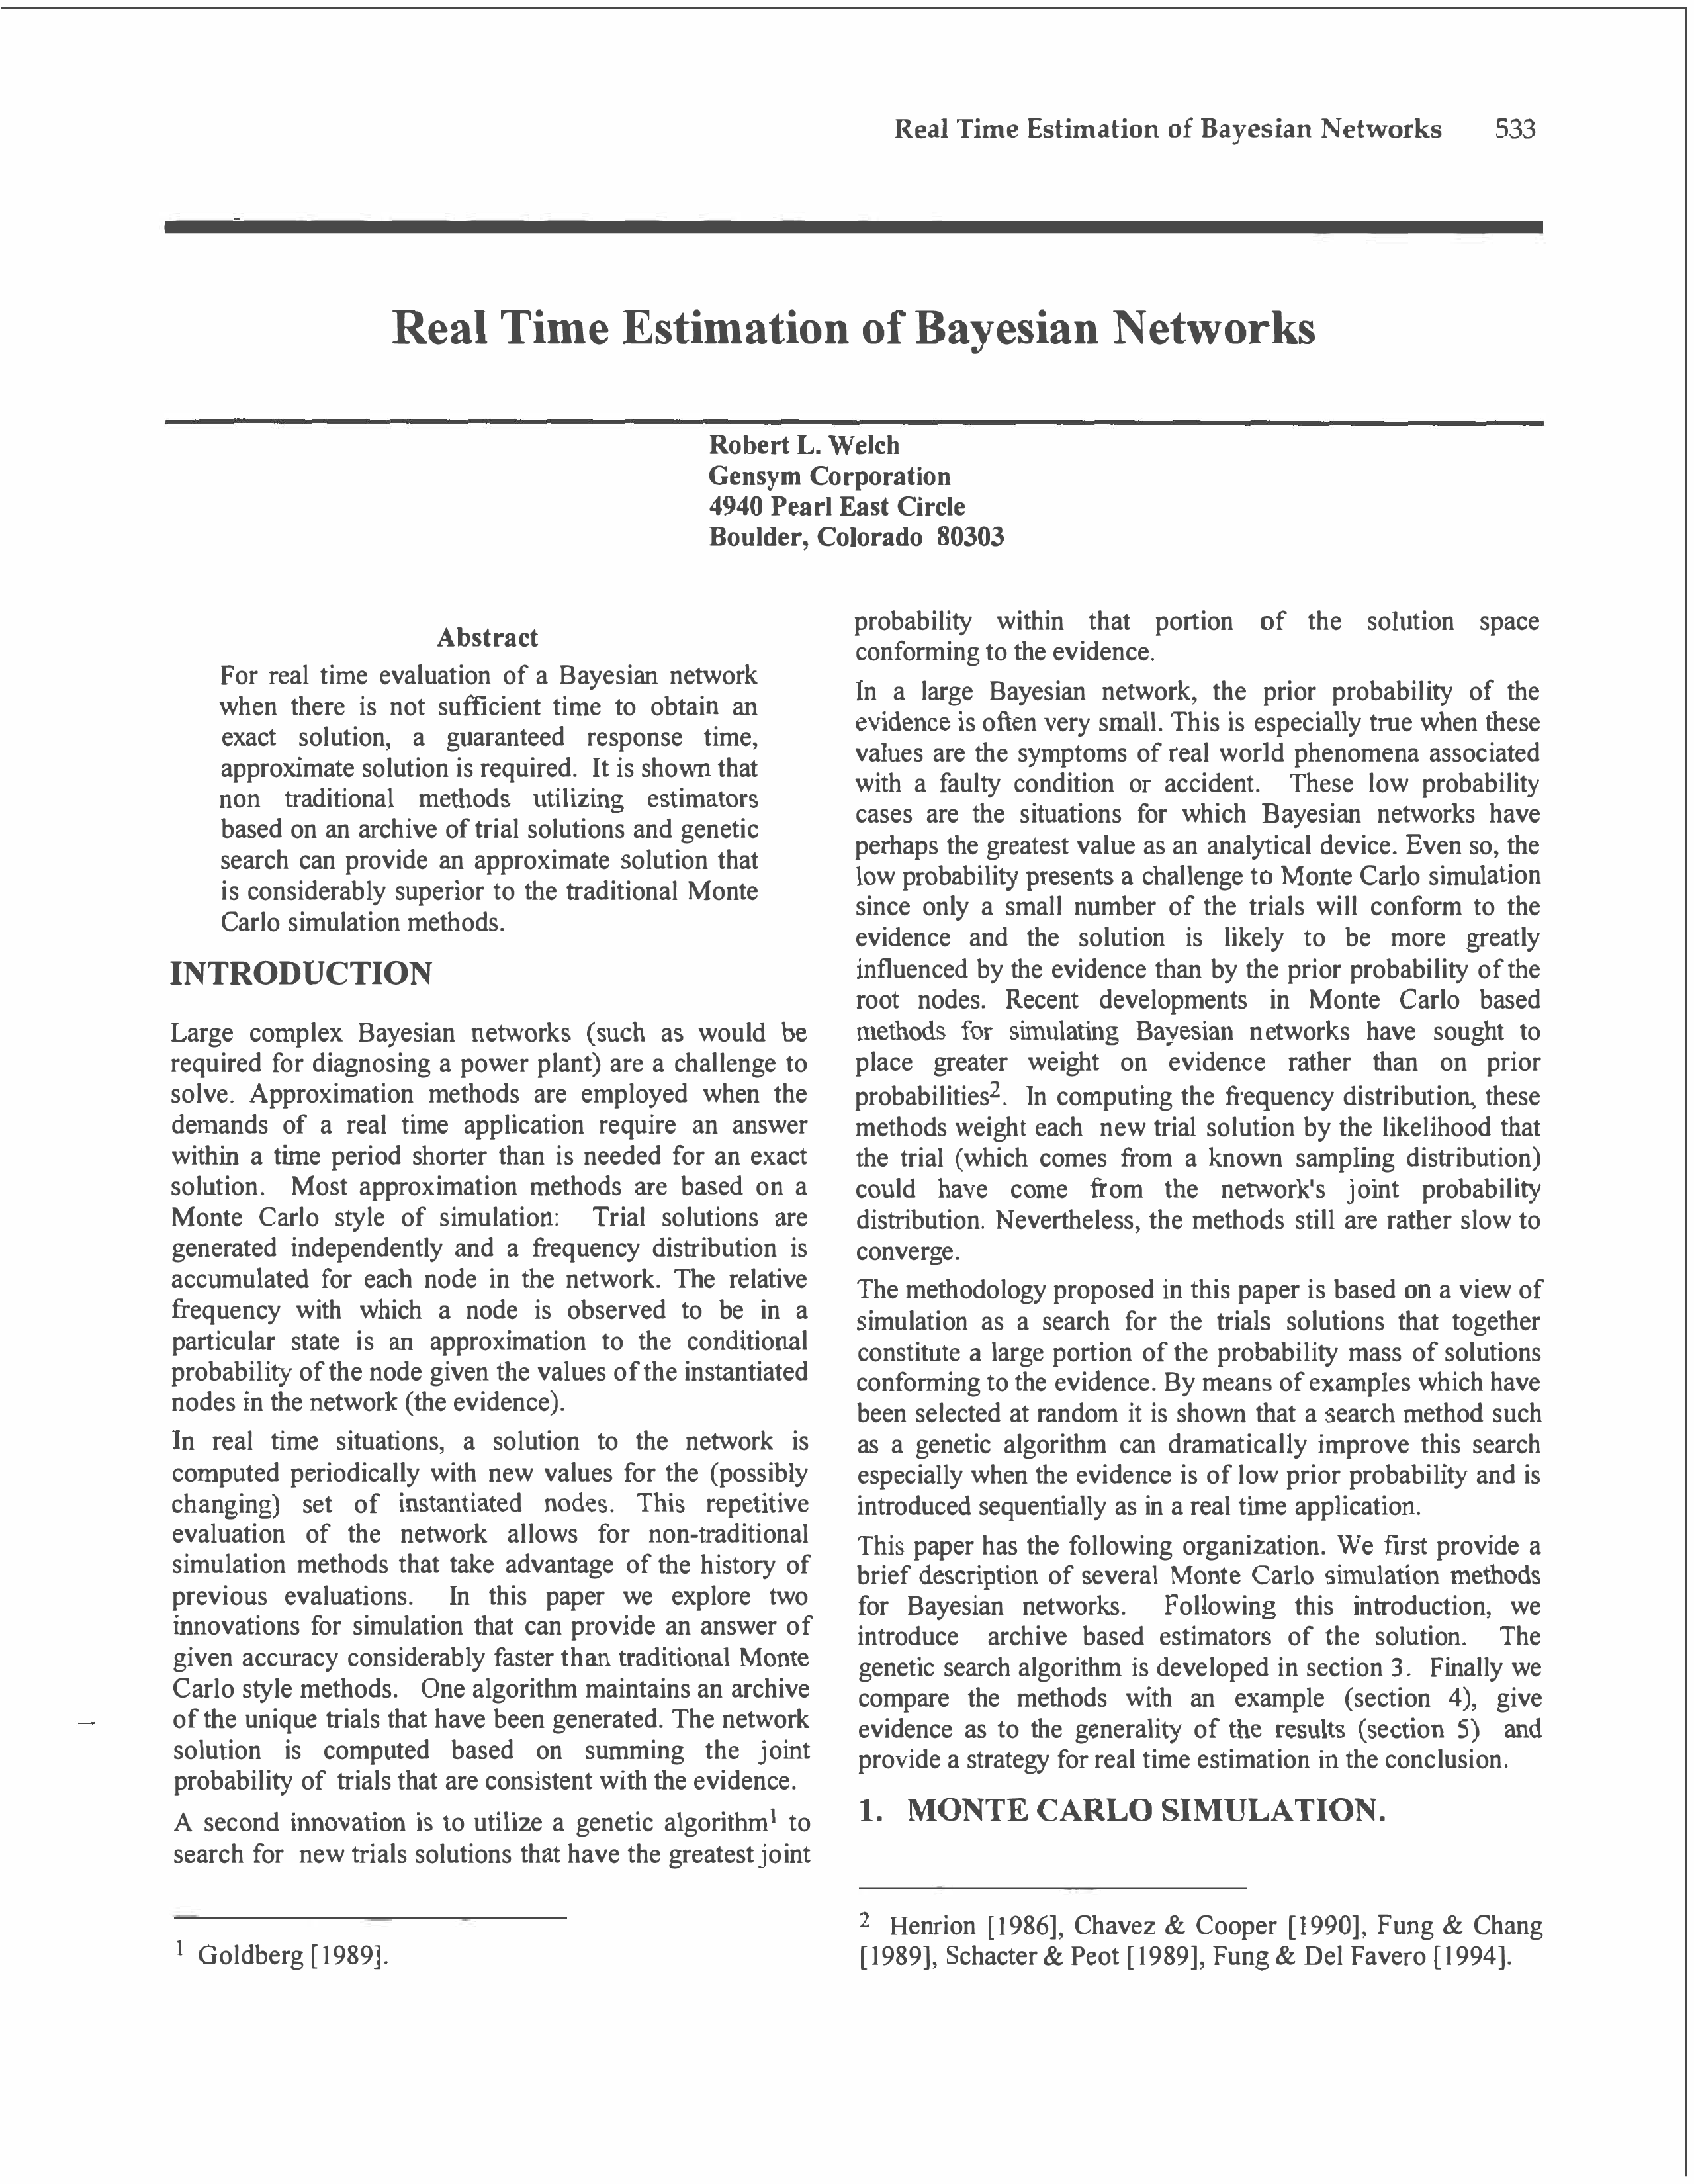 Real Time Estimation of Bayesian Networks 533
Real Time Estimation of Bayesian Networks
Robert L. Welch
Gensym Corporation
4940 Pearl East Circle
Boulder, Colorado 80303
Abstract
For real time evaluation of a Bayesian network
when there is not sufficient time to obtain an
exact solution, a guaranteed response time,
approximate solution is required. It is shown that
non traditional methods utilizing estimators
based on an archive of trial solutions and genetic
search can provide an approximate solution that
is considerably superior to the traditional Monte
Carlo simulation methods.
INTRODUCTION
Large complex Bayesian networks (such as would be
required for diagnosing a power plant) are a challenge to
solve. Approximation methods are employed when the
demands of a real time application require an answer
within a time period shorter than is needed for an exact
solution. Most approximation methods are based on a
Monte Carlo style of simulation: Trial solutions are
generated independently and a frequency distribution is
accumulated for each node in the network. The relative
frequency with which a node is observed to be in a
particular state is an approximation to the conditional
probability of the node given the values of the instantiated
nodes in the network (the evidence).
In real time situations, a solution to the network is
computed periodically with new values for the (possibly
changing) set of instantiated nodes. This repetitive
evaluation of the network allows for non-traditional
simulation methods that take advantage of the history of
previous evaluations. In this paper we explore two
innovations for simulation that can provide an answer of
given accuracy considerably faster than traditional Monte
Carlo style methods. One algorithm maintains an archive
of the unique trials that have been generated. The network
solution is computed based on summing the joint
probability of trials that are consistent with the evidence.
A second innovation is to utilize a genetic algorithm¹ to
search for new trials solutions that have the greatest joint
¹ Goldberg [1989].
probability within that portion of the solution space
conforming to the evidence.
In a large Bayesian network, the prior probability of the
evidence is often very small. This is especially true when these
values are the symptoms of real world phenomena associated
with a faulty condition or accident. These low probability
cases are the situations for which Bayesian networks have
perhaps the greatest value as an analytical device. Even so, the
low probability presents a challenge to Monte Carlo simulation
since only a small number of the trials will conform to the
evidence and the solution is likely to be more greatly
influenced by the evidence than by the prior probability of the
root nodes. Recent developments in Monte Carlo based
methods for simulating Bayesian networks have sought to
place greater weight on evidence rather than on prior
probabilities². In computing the frequency distribution, these
methods weight each new trial solution by the likelihood that
the trial (which comes from a known sampling distribution)
could have come from the network's joint probability
distribution. Nevertheless, the methods still are rather slow to
converge.
The methodology proposed in this paper is based on a view of
simulation as a search for the trials solutions that together
constitute a large portion of the probability mass of solutions
conforming to the evidence. By means of examples which have
been selected at random it is shown that a search method such
as a genetic algorithm can dramatically improve this search
especially when the evidence is of low prior probability and is
introduced sequentially as in a real time application.
This paper has the following organization. We first provide a
brief description of several Monte Carlo simulation methods
for Bayesian networks. Following this introduction, we
introduce archive based estimators of the solution. The
genetic search algorithm is developed in section 3. Finally we
compare the methods with an example (section 4), give
evidence as to the generality of the results (section 5) and
provide a strategy for real time estimation in the conclusion.
1. MONTE CARLO SIMULATION.
² Henrion [1986], Chavez & Cooper [1990], Fung & Chang
[1989], Schacter & Peot [1989], Fung & Del Favero [1994].